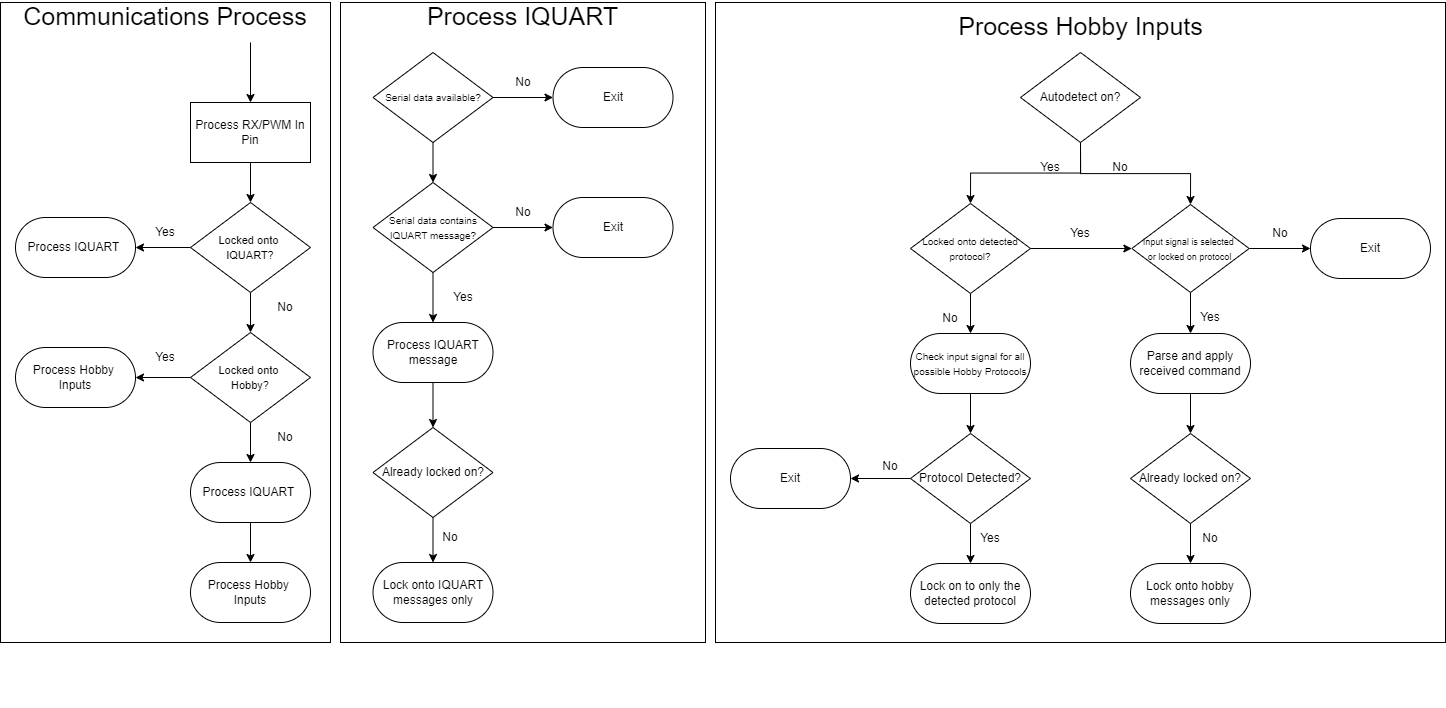 Communications Process
Process RX/PWM In
Pin
Locked onto
IQUART?
Yes
Process IQUART
No
Locked onto
Hobby?
Yes
Process Hobby
Inputs
No
Process IQUART
Process Hobby
Inputs
Process IQUART
Serial data available?
No
Exit
Serial data contains
IQUART message?
No
Exit
Yes
Process IQUART
message
Already locked on?
No
Lock onto IQUART
messages only
Process Hobby Inputs
Autodetect on?
Yes
No
Locked onto detected
protocol?
Yes
Input signal is selected
or locked on protocol
No
Exit
No
Yes
Check input signal for all
possible Hobby Protocols
Parse and apply
received command
Protocol Detected?
No
Exit
Already locked on?
Yes
No
Lock on to only the
detected protocol
Lock onto hobby
messages only